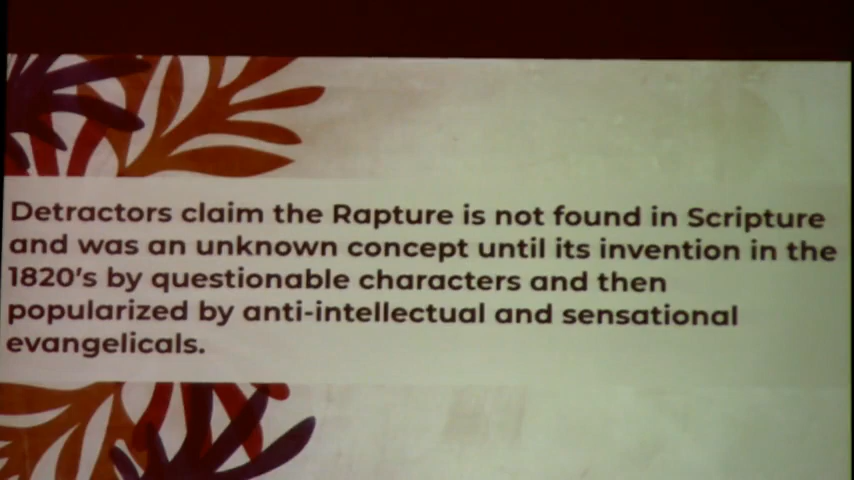 Detractors claim the Rapture is not found in Scripture
and was an unknown concept until its invention in the
1820's by questionable characters and then
popularized by anti-intellectual and sensational
evangelicals.